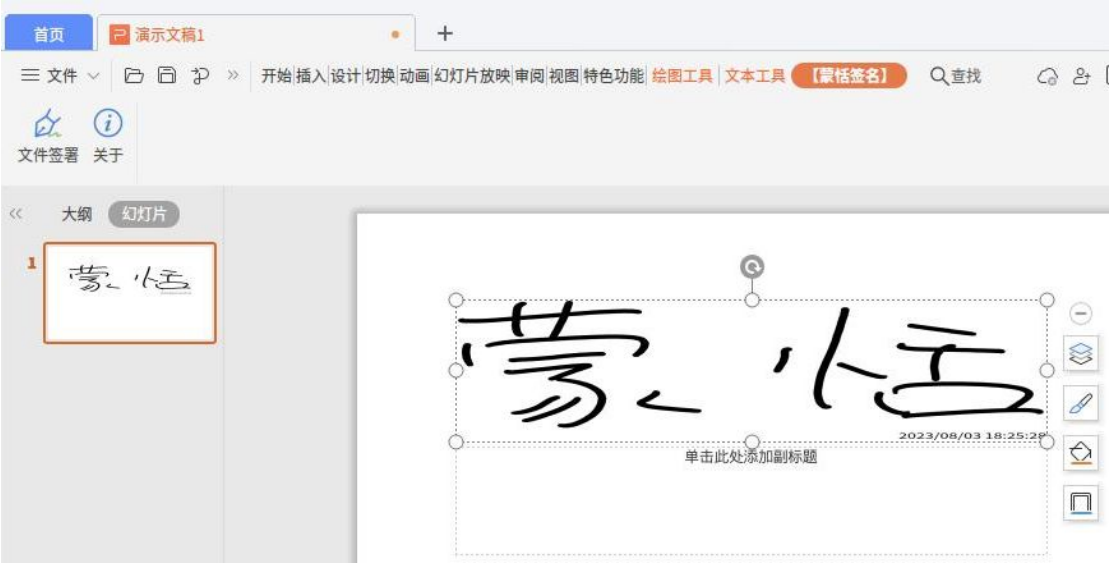 首页 演示文稿1
文件 开始 插入 设计 切换 动画 幻灯片放映 审阅 视图 特色功能 绘图工具 文本工具 【蒙恬签名】 查找
文件签署 关于
大纲 幻灯片
1
蒙恬
蒙恬
2023/08/03 18:25:28
单击此处添加副标题